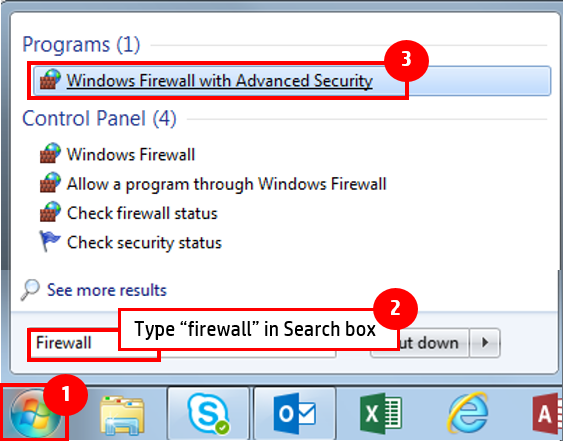 Programs (1)
3
Windows Firewall with Advanced Security
Control Panel (4)
Windows Firewall
Allow a program through Windows Firewall
Check firewall status
Check security status
See more results
2
Type “firewall” in Search box
Firewall
ut down
1